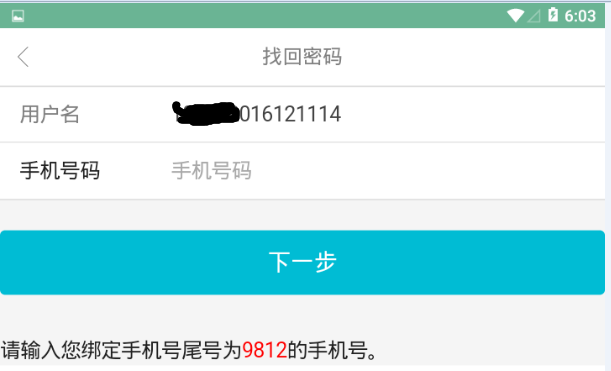 6:03
找回密码
用户名 016121114
手机号码 手机号码
下一步
请输入您绑定手机号尾号为9812的手机号。